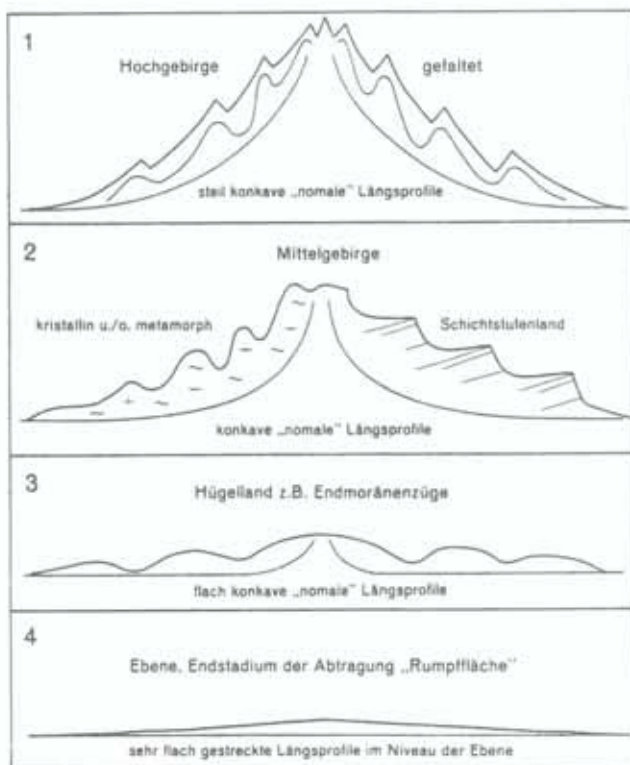 1
Hochgebirge gefaltet
steil konkave „nomale" Längsprofile
2
Mittelgebirge
kristallin u./o. metamorph
Schichtstufenland
konkave „nomale" Längsprofile
3
Hügelland z.B. Endmoränenzüge
flach konkave „nomale" Längsprofile
4
Ebene, Endstadium der Abtragung „Rumpffläche"
sehr flach gestreckte Längsprofile im Niveau der Ebene